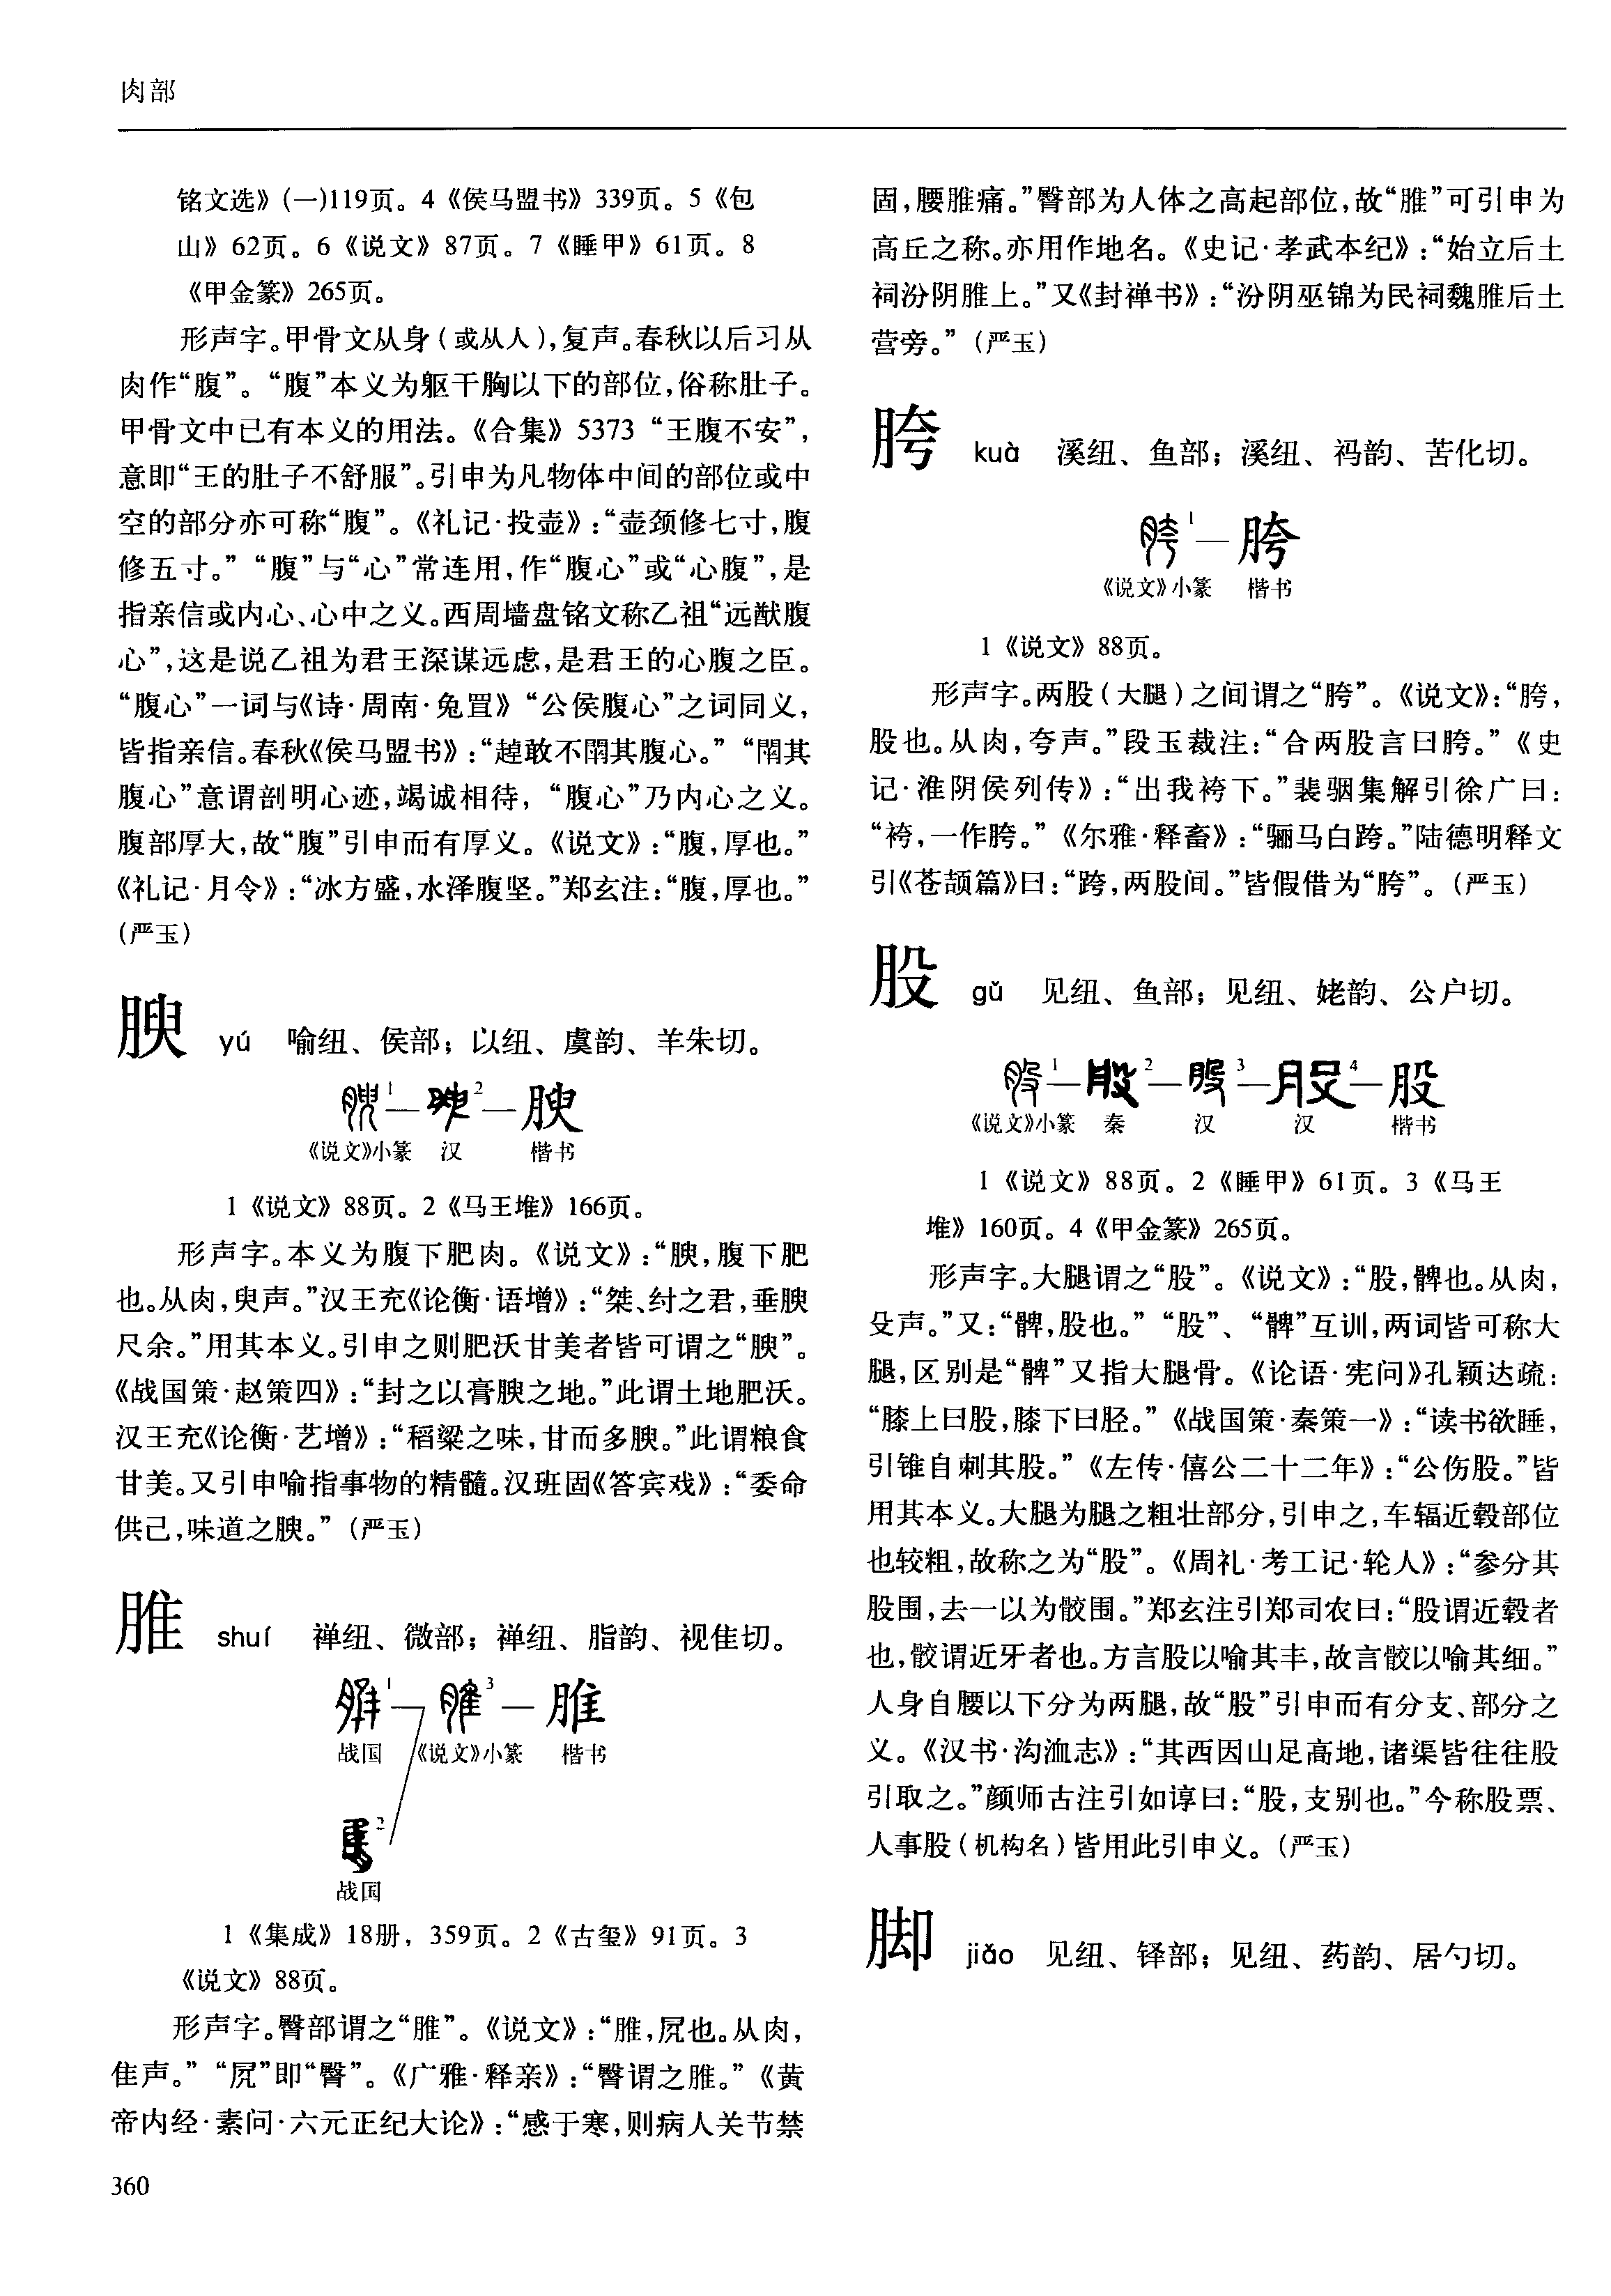 肉部
铭文选》(一)119页。4《侯马盟书》339页。5《包
山》62页。6《说文》87页。7《睡甲》61页。8
《甲金篆》265页。
形声字。甲骨文从身(或从人),复声。春秋以后习从
肉作“腹”。“腹”本义为躯干胸以下的部位,俗称肚子。
甲骨文中已有本义的用法。《合集》5373“王腹不安”,
意即“王的肚子不舒服”。引申为凡物体中间的部位或中
空的部分亦可称“腹”。《礼记·投壶》:“壶颈修七寸,腹
修五寸。”“腹”与“心”常连用,作“腹心”或“心腹”,是
指亲信或内心、心中之义。西周墙盘铭文称乙祖“远猷腹
心”,这是说乙祖为君王深谋远虑,是君王的心腹之臣。
“腹心”一词与《诗·周南·兔罝》“公侯腹心”之词同义,
皆指亲信。春秋《侯马盟书》:“趠敢不閈其腹心。”“閈其
腹心”意谓剖明心迹,竭诚相待,“腹心”乃内心之义。
腹部厚大,故“腹”引申而有厚义。《说文》:“腹,厚也。”
《礼记·月令》:“冰方盛,水泽腹坚。”郑玄注:“腹,厚也。”
(严玉)
腴 yú 喻纽、侯部;以纽、虞韵、羊朱切。
腴1—腴2—腴
《说文》小篆 汉 楷书
1《说文》88页。2《马王堆》166页。
形声字。本义为腹下肥肉。《说文》:“腴,腹下肥
也。从肉,臾声。”汉王充《论衡·语增》:“桀、纣之君,垂腴
尺余。”用其本义。引申之则肥沃甘美者皆可谓之“腴”。
《战国策·赵策四》:“封之以膏腴之地。”此谓土地肥沃。
汉王充《论衡·艺增》:“稻粱之味,甘而多腴。”此谓粮食
甘美。又引申喻指事物的精髓。汉班固《答宾戏》:“委命
供己,味道之腴。”(严玉)
脽 shuí 禅纽、微部;禅纽、脂韵、视隹切。
脽1—脽3—脽
战国 《说文》小篆 楷书
2
战国
1《集成》18册,359页。2《古玺》91页。3
《说文》88页。
形声字。臀部谓之“脽”。《说文》:“脽,尻也。从肉,
隹声。”“尻”即“臀”。《广雅·释亲》:“臀谓之脽。”《黄
帝内经·素问·六元正纪大论》:“感于寒,则病人关节禁
360
固,腰脽痛。”臀部为人体之高起部位,故“脽”可引申为
高丘之称。亦用作地名。《史记·孝武本纪》:“始立后土
祠汾阴脽上。”又《封禅书》:“汾阴巫锦为民祠魏脽后土
营旁。”(严玉)
胯 kuà 溪纽、鱼部;溪纽、祃韵、苦化切。
胯1—胯
《说文》小篆 楷书
1《说文》88页。
形声字。两股(大腿)之间谓之“胯”。《说文》:“胯,
股也。从肉,夸声。”段玉裁注:“合两股言曰胯。”《史
记·淮阴侯列传》:“出我袴下。”裴骃集解引徐广曰:
“袴,一作胯。”《尔雅·释畜》:“骊马白跨。”陆德明释文
引《苍颉篇》曰:“跨,两股间。”皆假借为“胯”。(严玉)
股 gǔ 见纽、鱼部;见纽、姥韵、公户切。
股1—股2—股3—股4—股
《说文》小篆 秦 汉 汉 楷书
1《说文》88页。2《睡甲》61页。3《马王
堆》160页。4《甲金篆》265页。
形声字。大腿谓之“股”。《说文》:“股,髀也。从肉,
殳声。”又:“髀,股也。”“股”、“髀”互训,两词皆可称大
腿,区别是“髀”又指大腿骨。《论语·宪问》孔颖达疏:
“膝上曰股,膝下曰胫。”《战国策·秦策一》:“读书欲睡,
引锥自刺其股。”《左传·僖公二十二年》:“公伤股。”皆
用其本义。大腿为腿之粗壮部分,引申之,车辐近毂部位
也较粗,故称之为“股”。《周礼·考工记·轮人》:“参分其
股围,去一以为骹围。”郑玄注引郑司农曰:“股谓近毂者
也,骹谓近牙者也。方言股以喻其丰,故言骹以喻其细。”
人身自腰以下分为两腿,故“股”引申而有分支、部分之
义。《汉书·沟洫志》:“其西因山足高地,诸渠皆往往股
引取之。”颜师古注引如谆曰:“股,支别也。”今称股票、
人事股(机构名)皆用此引申义。(严玉)
脚 jiǎo 见纽、铎部;见纽、药韵、居勺切。